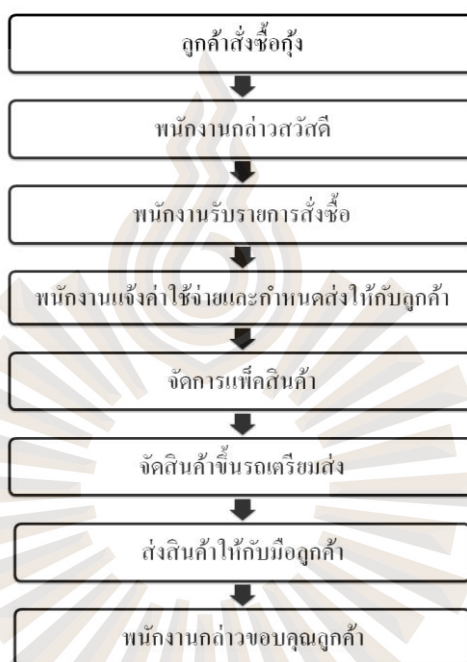 ลูกค้าสั่งซื้อกุ้ง
พนักงานกล่าวสวัสดี
พนักงานรับรายการสั่งซื้อ
พนักงานแจ้งค่าใช้จ่ายและกำหนดส่งให้กับลูกค้า
จัดการแพ็คสินค้า
จัดสินค้าขึ้นรถเตรียมส่ง
ส่งสินค้าให้กับมือลูกค้า
พนักงานกล่าวขอบคุณลูกค้า